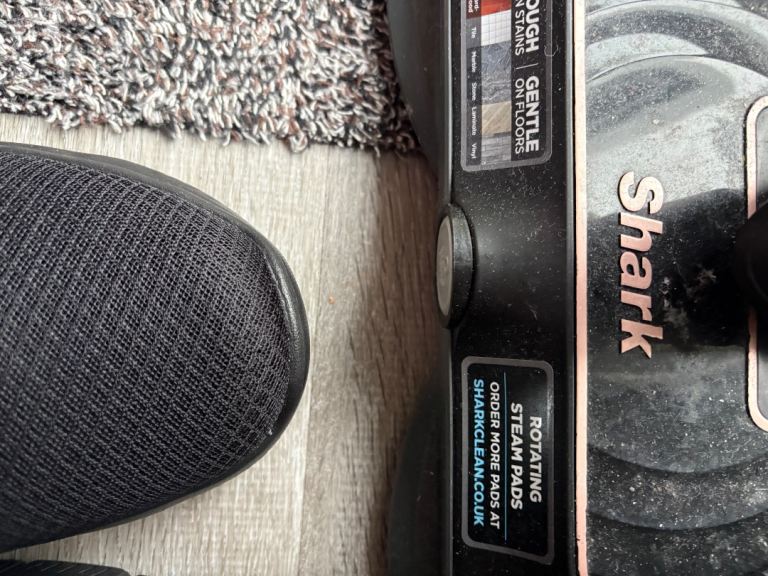 OUGH | GENTLE
N STAINS ON FLOORS
Tile Marble Stone Laminate Vinyl
Shark
ROTATING
STEAM PADS
ORDER MORE PADS AT
SHARKCLEAN.CO.UK